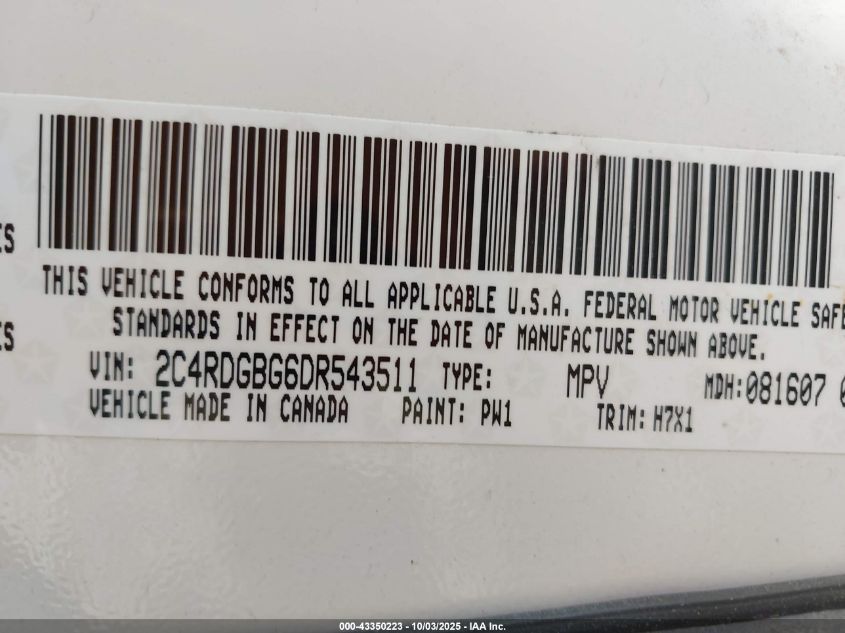 THIS VEHICLE CONFORMS TO ALL APPLICABLE U.S.A. FEDERAL MOTOR VEHICLE SAFE
STANDARDS IN EFFECT ON THE DATE OF MANUFACTURE SHOWN ABOVE.
VIN: 2C4RDGBG6DR543511 TYPE: MPV MDH:081607 0
VEHICLE MADE IN CANADA PAINT: PW1 TRIM: H7X1
000-43350223 - 10/03/2025 - IAA Inc.